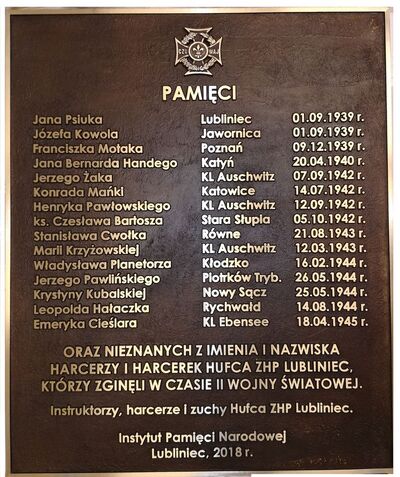 CZU WAJ
PAMIĘCI
Jana Psiuka Lubliniec 01.09.1939 r.
Józefa Kowola Jawornica 01.09.1939 r.
Franciszka Motaka Poznań 09.12.1939 r.
Jana Bernarda Handego Katyń 20.04.1940 r.
Jerzego Żaka KL Auschwitz 07.09.1942 r.
Konrada Mańki Katowice 14.07.1942 r.
Henryka Pawłowskiego KL Auschwitz 12.09.1942 r.
ks. Czesława Bartosza Stara Słupia 05.10.1942 r.
Stanisława Cwołka Równe 21.08.1943 r.
Marii Krzyżowskiej KL Auschwitz 12.03.1943 r.
Władysława Planetorza Kłodzko 16.02.1944 r.
Jerzego Pawlińskiego Piotrków Tryb. 26.05.1944 r.
Krystyny Kubalskiej Nowy Sącz 25.05.1944 r.
Leopolda Hałaczka Rychwałd 14.08.1944 r.
Emeryka Cieślara KL Ebensee 18.04.1945 r.
ORAZ NIEZNANYCH Z IMIENIA I NAZWISKA
HARCERZY I HARCEREK HUFCA ZHP LUBLINIEC,
KTÓRZY ZGINĘLI W CZASIE II WOJNY ŚWIATOWEJ.
Instruktorzy, harcerze i zuchy Hufca ZHP Lubliniec.
Instytut Pamięci Narodowej
Lubliniec, 2018 r.